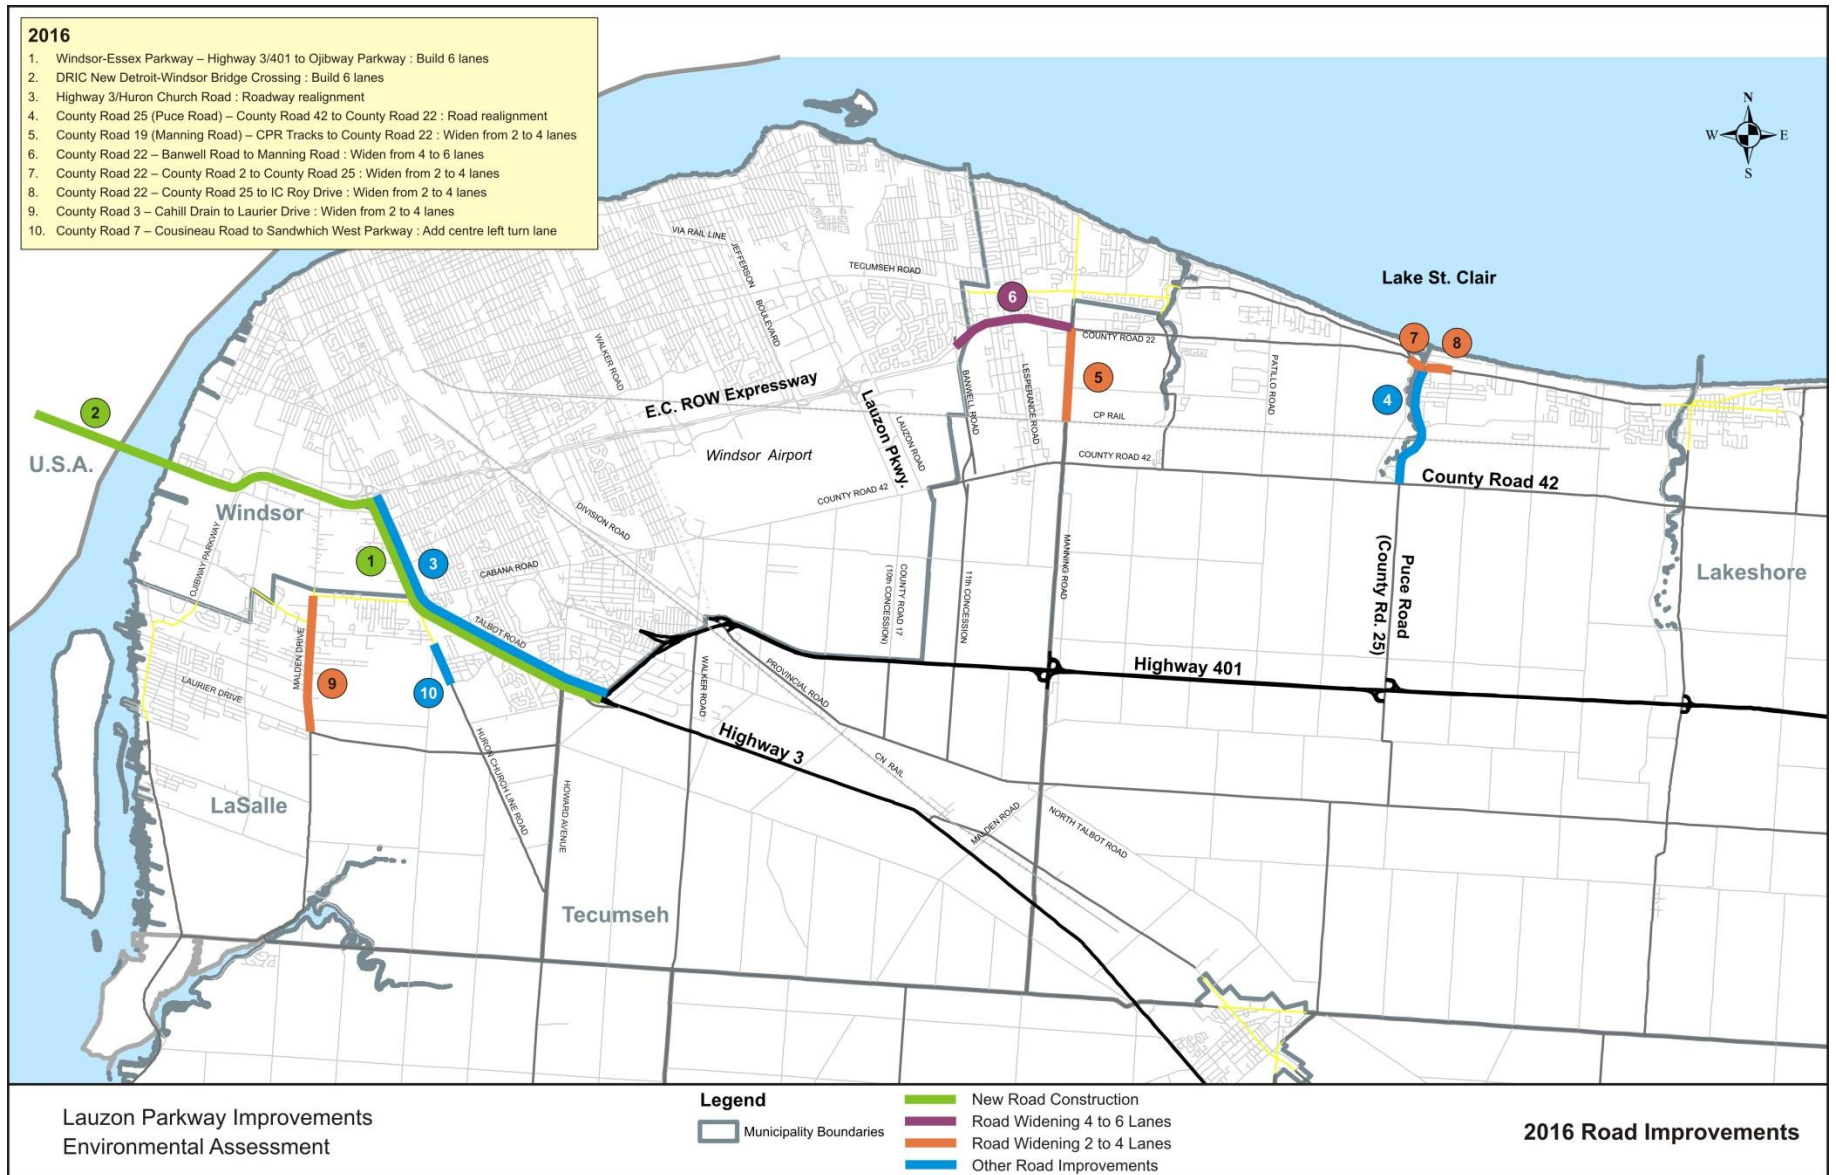 2016
1. Windsor-Essex Parkway – Highway 3/401 to Ojibway Parkway : Build 6 lanes
2. DRIC New Detroit-Windsor Bridge Crossing : Build 6 lanes
3. Highway 3/Huron Church Road : Roadway realignment
4. County Road 25 (Puce Road) – County Road 42 to County Road 22 : Road realignment
5. County Road 19 (Manning Road) – CPR Tracks to County Road 22 : Widen from 2 to 4 lanes
6. County Road 22 – Banwell Road to Manning Road : Widen from 4 to 6 lanes
7. County Road 22 – County Road 2 to County Road 25 : Widen from 2 to 4 lanes
8. County Road 22 – County Road 25 to IC Roy Drive : Widen from 2 to 4 lanes
9. County Road 3 – Cahill Drain to Laurier Drive : Widen from 2 to 4 lanes
10. County Road 7 – Cousineau Road to Sandwhich West Parkway : Add centre left turn lane
N
W
E
S
VIA RAIL LINE
JEFFERSON
BOULEVARD
TECUMSEH ROAD
Lake St. Clair
6
WALKER ROAD
COUNTY ROAD 22
7
8
PATILLO ROAD
E.C. ROW Expressway
BANWELL ROAD
LESPERANCE ROAD
5
4
2
Lauzon Pkwy.
LAUZON ROAD
CP RAIL
U.S.A.
Windsor Airport
COUNTY ROAD 42
COUNTY ROAD 42
County Road 42
Windsor
DIVISION ROAD
OJIBWAY PARKWAY
1
3
CABANA ROAD
COUNTY ROAD 17
(10th CONCESSION)
11th CONCESSION
MANNING ROAD
Puce Road
(County Rd. 25)
Lakeshore
TALBOT ROAD
MALDEN DRIVE
LAURIER DRIVE
9
10
WALKER ROAD
PROVINCIAL ROAD
Highway 401
Highway 3
HURON CHURCH LINE ROAD
HOWARD AVENUE
CN RAIL
LaSalle
MALDEN ROAD
NORTH TALBOT ROAD
Tecumseh
Lauzon Parkway Improvements
Environmental Assessment
Legend
Municipality Boundaries
New Road Construction
Road Widening 4 to 6 Lanes
Road Widening 2 to 4 Lanes
Other Road Improvements
2016 Road Improvements